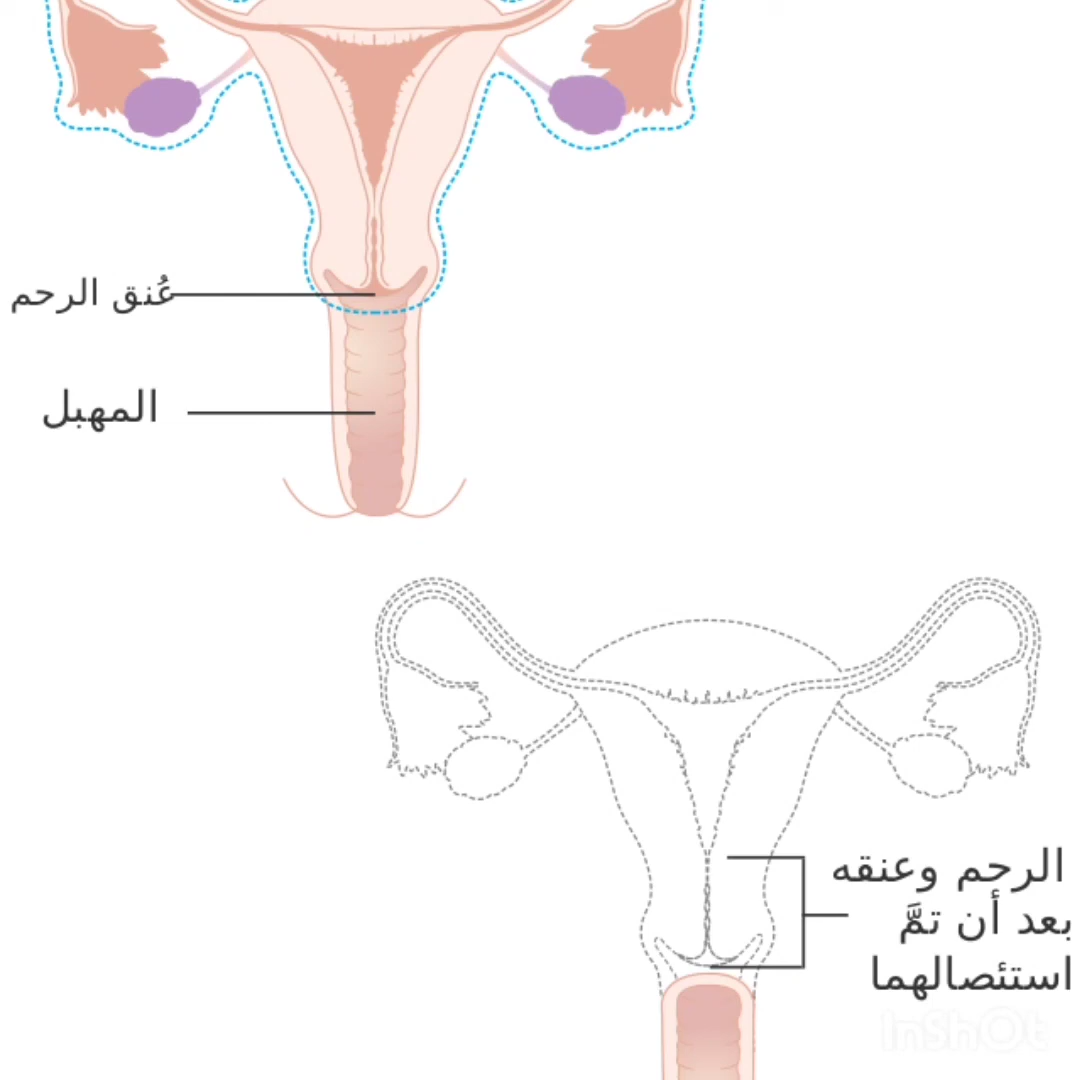 عُنق الرحم
المهبل
الرحم وعنقه
بعد أن تمَّ
استئصالهما
InShOt